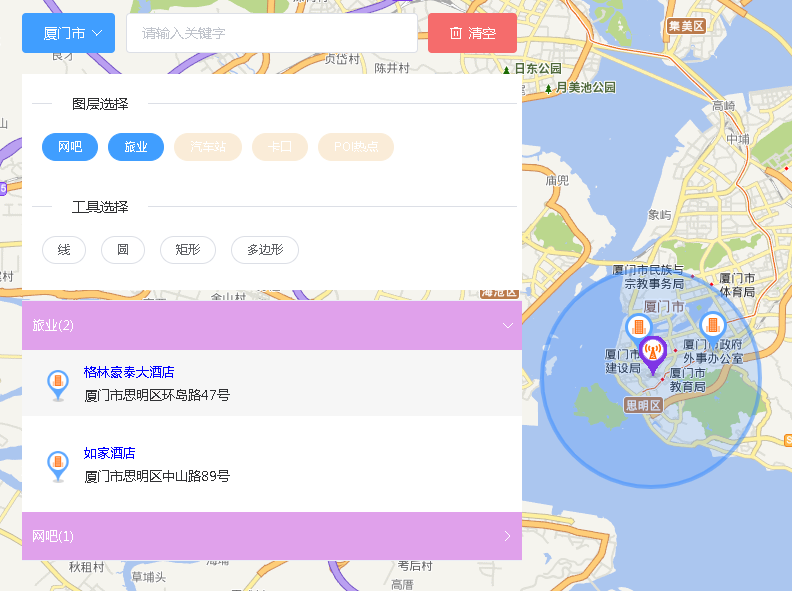 厦门市
请输入关键字
清空
集美区
良才
贞岱村
陈井村
日东公园
月美池公园
图层选择
高崎
网吧
旅业
汽车站
卡口
POI热点
中埔
庙兜
工具选择
象屿
线
圆
矩形
多边形
厦门市民族与
宗教事务局
厦门市
体育局
海沧区
旅业(2)
厦门市
厦门市政府
外事办公室
厦门市
建设局
格林豪泰大酒店
厦门市思明区环岛路47号
厦门市
教育局
思明区
如家酒店
厦门市思明区中山路89号
网吧(1)
秋租村
草埔头
考后村
高厝